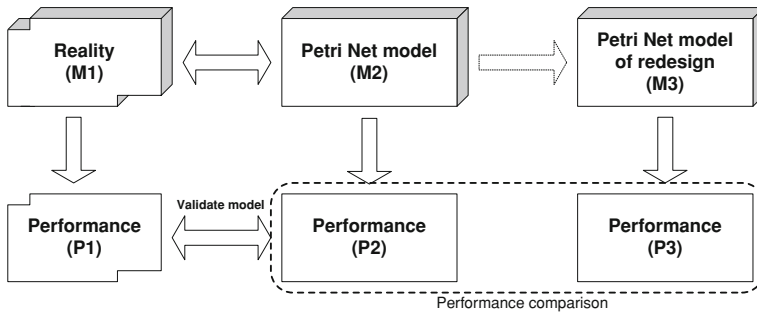 Reality
(M1)
Petri Net model
(M2)
Petri Net model
of redesign
(M3)
Validate model
Performance
(P1)
Performance
(P2)
Performance
(P3)
Performance comparison